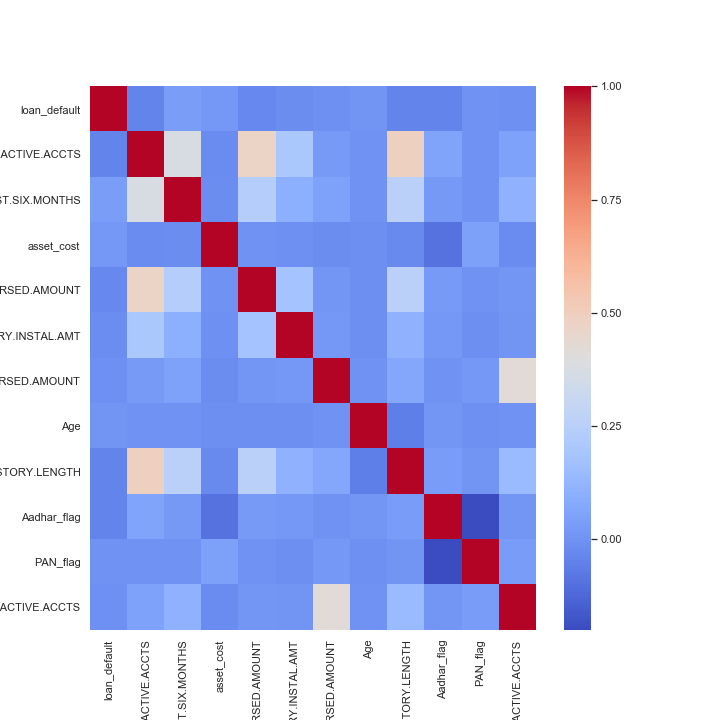 loan_default
ACTIVE.ACCTS
ST.SIX.MONTHS
asset_cost
RSED.AMOUNT
RY.INSTAL.AMT
RSED.AMOUNT
Age
STORY.LENGTH
Aadhar_flag
PAN_flag
ACTIVE.ACCTS
1.00
0.75
0.50
0.25
0.00
loan_default
ACTIVE.ACCTS
T.SIX.MONTHS
asset_cost
RSED.AMOUNT
RY.INSTAL.AMT
RSED.AMOUNT
Age
TORY.LENGTH
Aadhar_flag
PAN_flag
ACTIVE.ACCTS